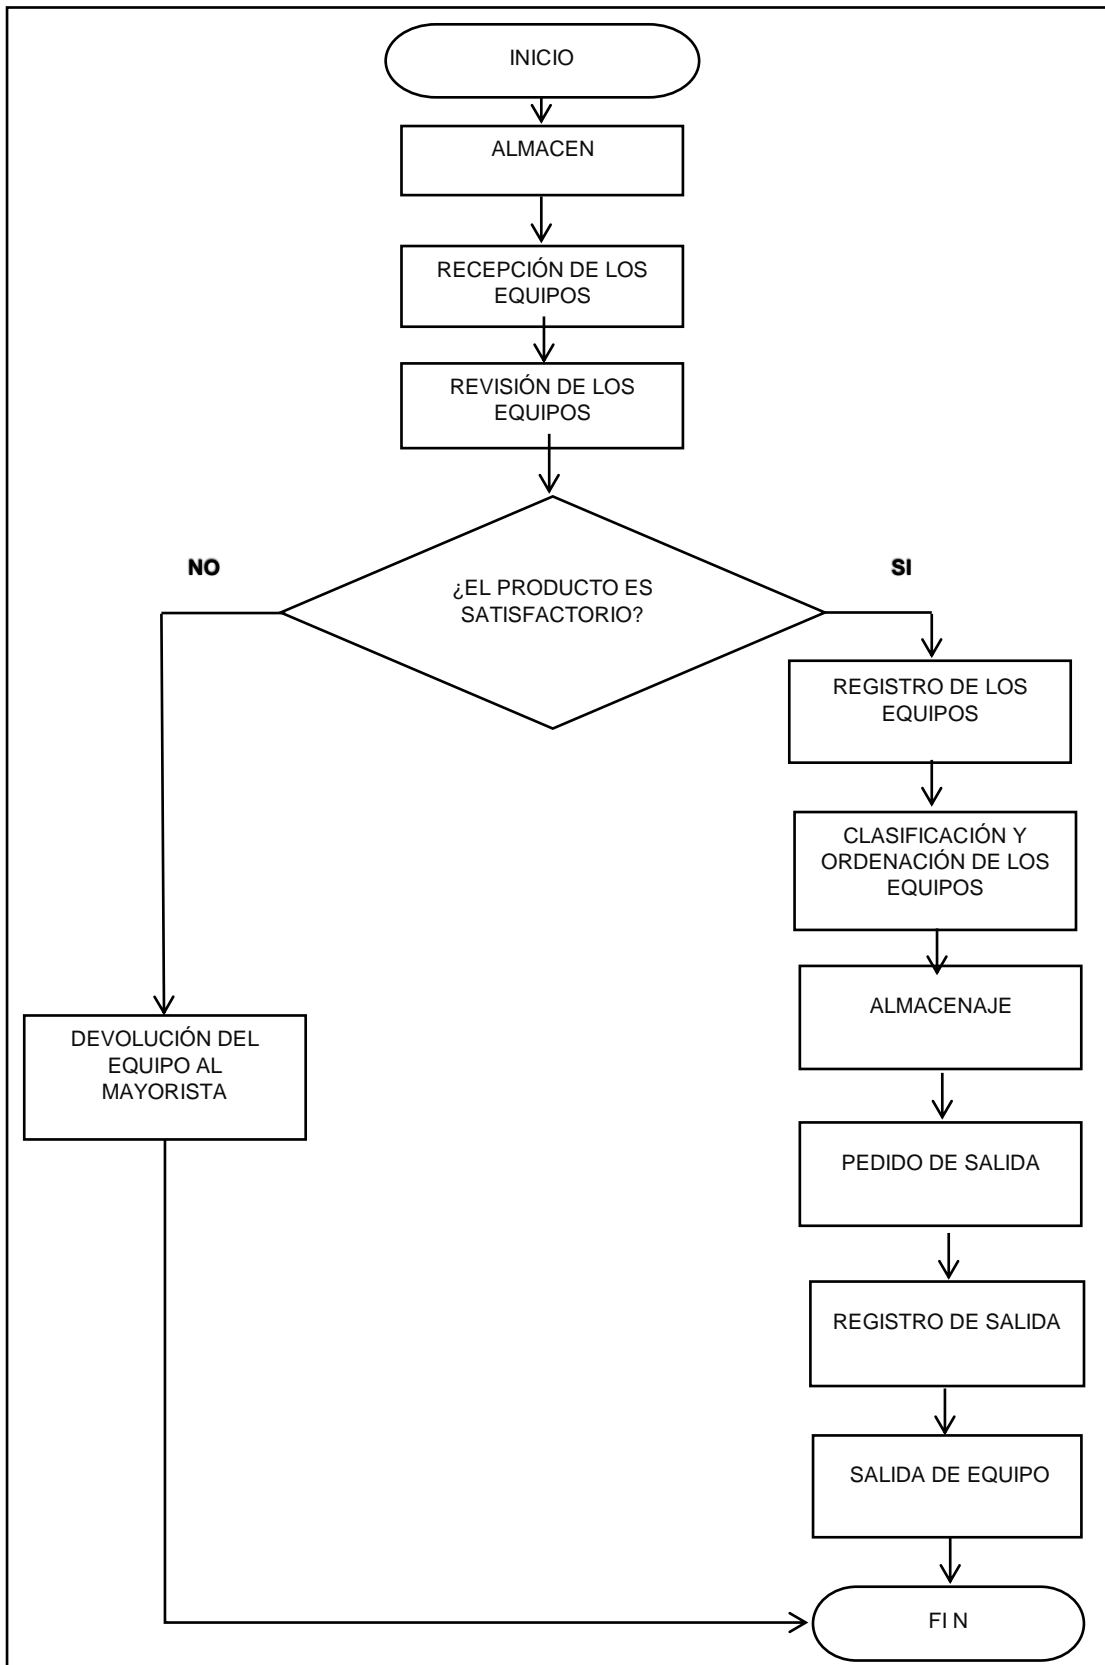 INICIO
ALMACEN
RECEPCIÓN DE LOS
EQUIPOS
REVISIÓN DE LOS
EQUIPOS
¿EL PRODUCTO ES
SATISFACTORIO?
NO
SI
REGISTRO DE LOS
EQUIPOS
CLASIFICACIÓN Y
ORDENACIÓN DE LOS
EQUIPOS
ALMACENAJE
DEVOLUCIÓN DEL
EQUIPO AL
MAYORISTA
PEDIDO DE SALIDA
REGISTRO DE SALIDA
SALIDA DE EQUIPO
FI N